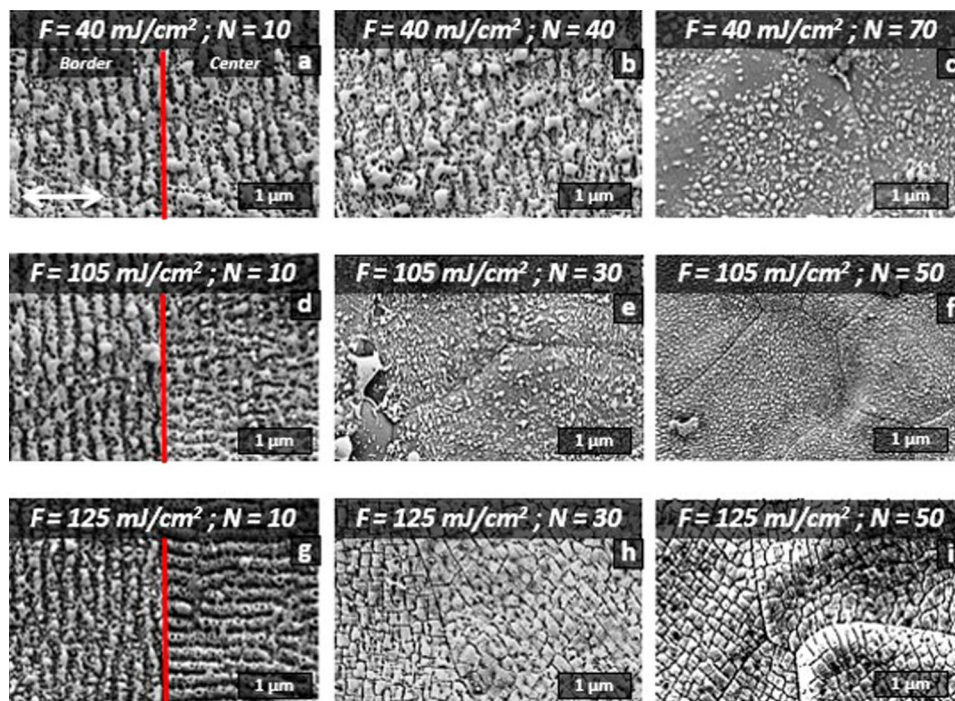 F = 40 mJ/cm² ; N = 10
Border
Center
a
1 µm
F = 40 mJ/cm² ; N = 40
b
1 µm
F = 40 mJ/cm² ; N = 70
c
1 µm
F = 105 mJ/cm² ; N = 10
d
1 µm
F = 105 mJ/cm² ; N = 30
e
1 µm
F = 105 mJ/cm² ; N = 50
f
1 µm
F = 125 mJ/cm² ; N = 10
g
1 µm
F = 125 mJ/cm² ; N = 30
h
1 µm
F = 125 mJ/cm² ; N = 50
i
1 µm